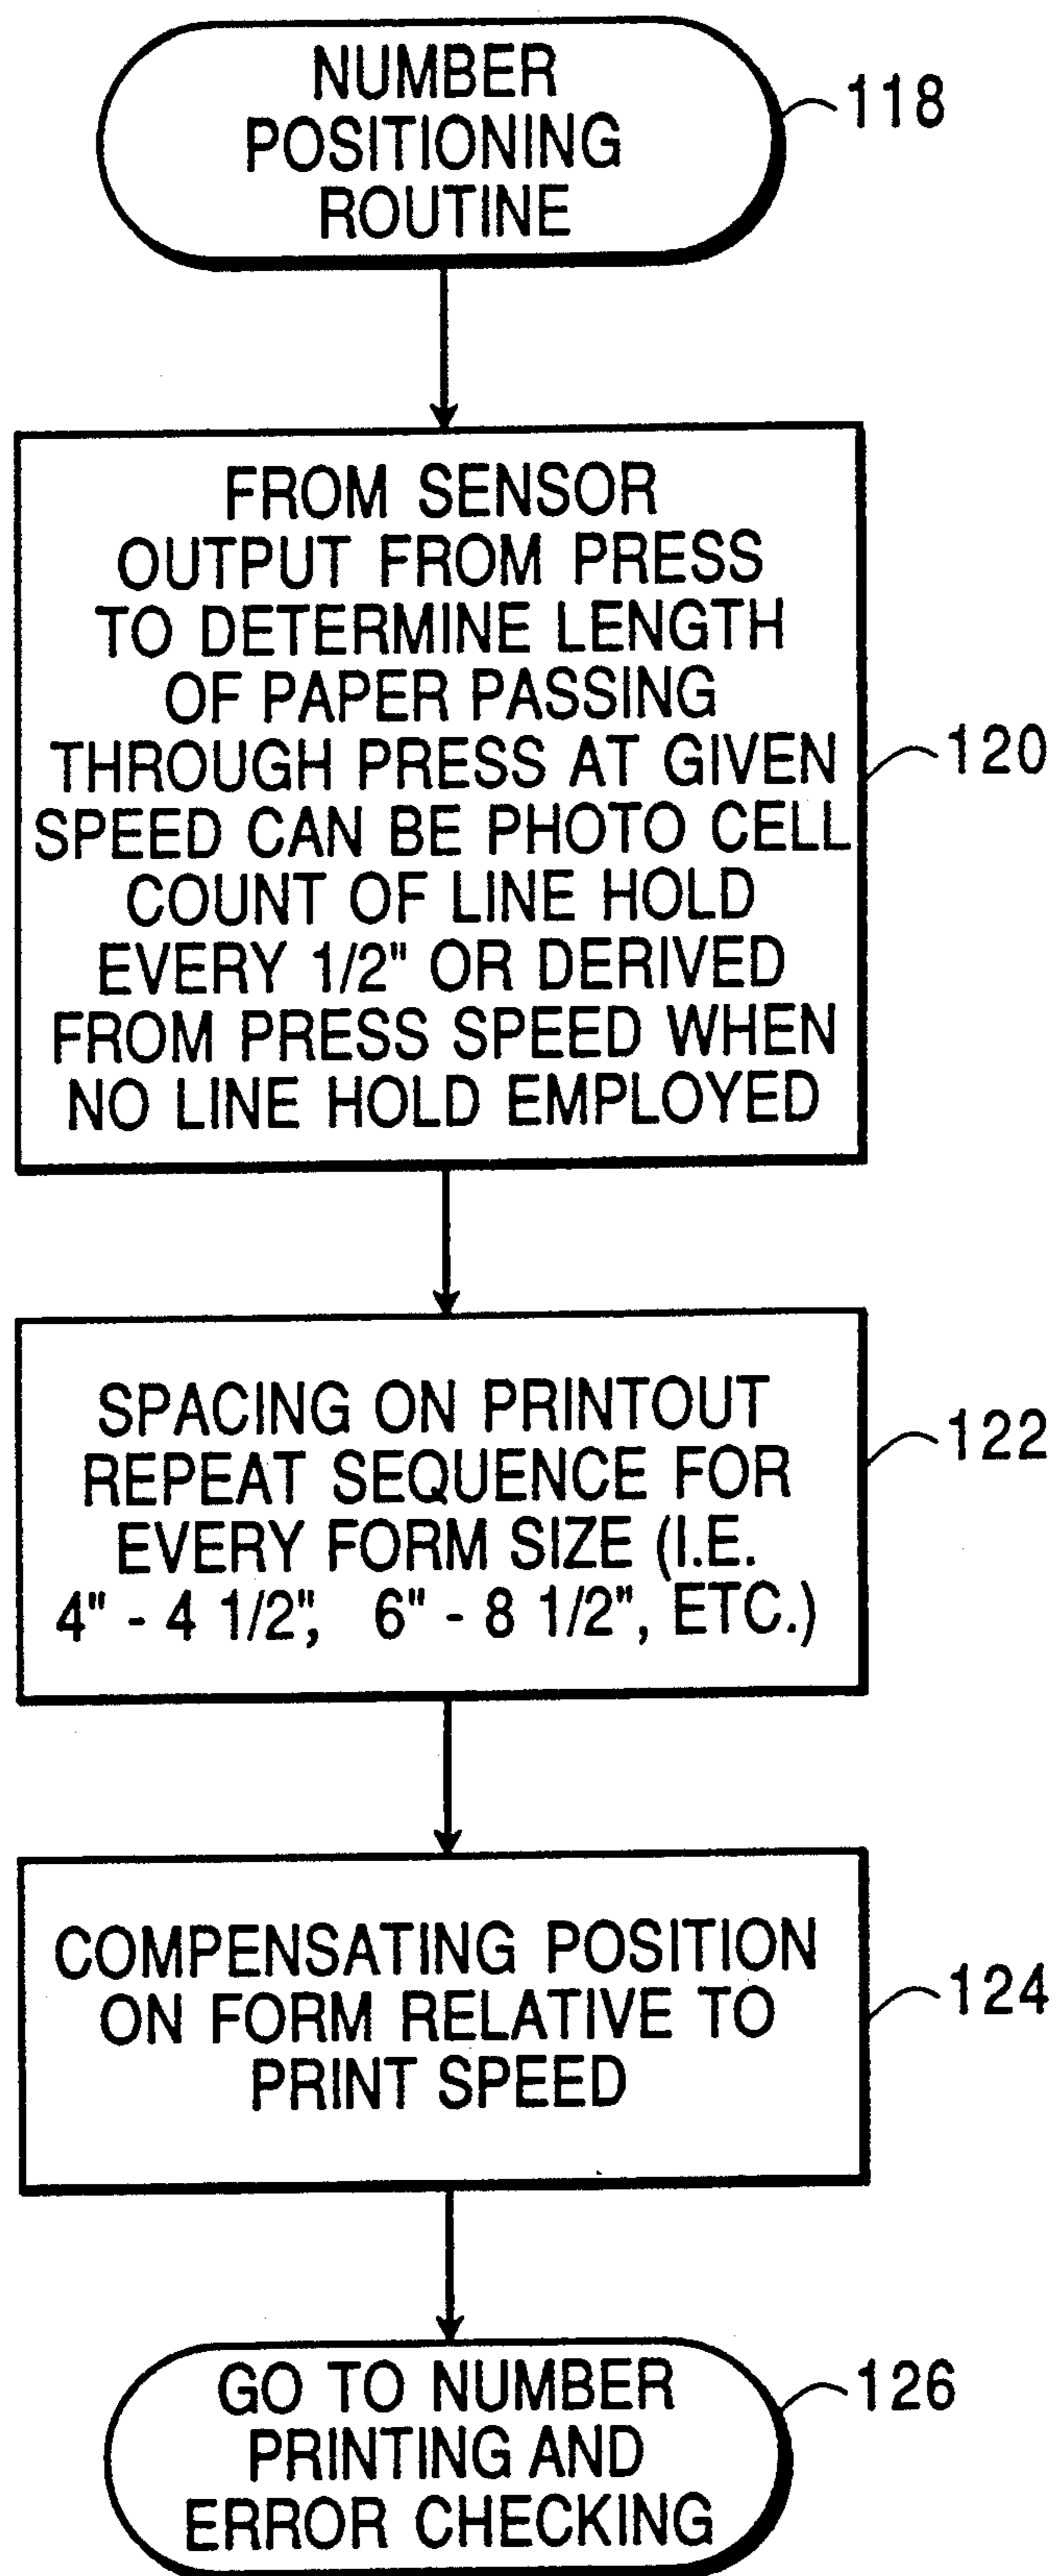 NUMBER
POSITIONING
ROUTINE
118
FROM SENSOR
OUTPUT FROM PRESS
TO DETERMINE LENGTH
OF PAPER PASSING
THROUGH PRESS AT GIVEN
SPEED CAN BE PHOTO CELL
COUNT OF LINE HOLD
EVERY 1/2" OR DERIVED
FROM PRESS SPEED WHEN
NO LINE HOLD EMPLOYED
120
SPACING ON PRINTOUT
REPEAT SEQUENCE FOR
EVERY FORM SIZE (I.E.
4" - 4 1/2", 6" - 8 1/2", ETC.)
122
COMPENSATING POSITION
ON FORM RELATIVE TO
PRINT SPEED
124
GO TO NUMBER
PRINTING AND
ERROR CHECKING
126